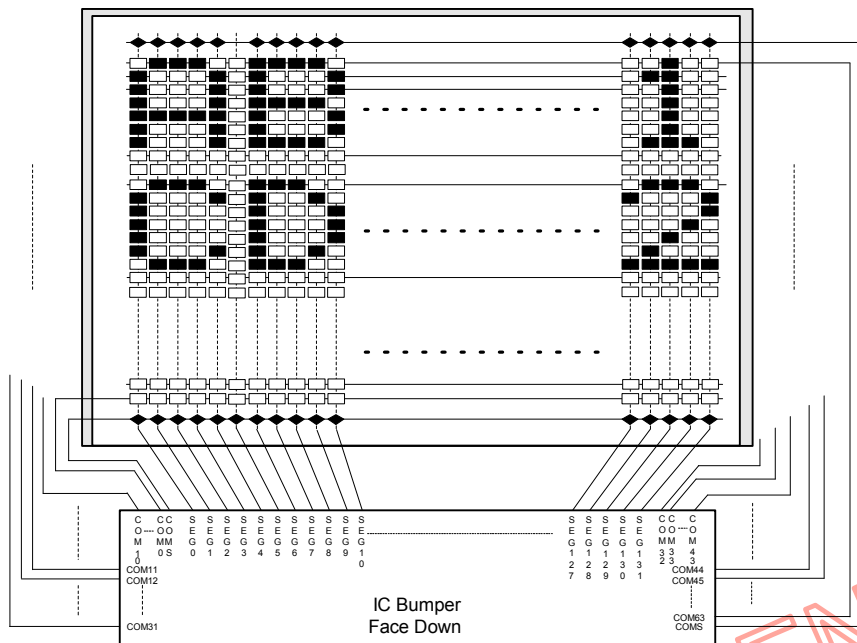 COM10
COM0
COMS
SEG0
SEG1
SEG2
SEG3
SEG4
SEG5
SEG6
SEG7
SEG8
SEG9
SEG10
SEG127
SEG128
SEG129
SEG130
SEG131
COM32
COM33
COM43
COM11
COM12
COM31
COM44
COM45
COM63
COMS
IC Bumper
Face Down